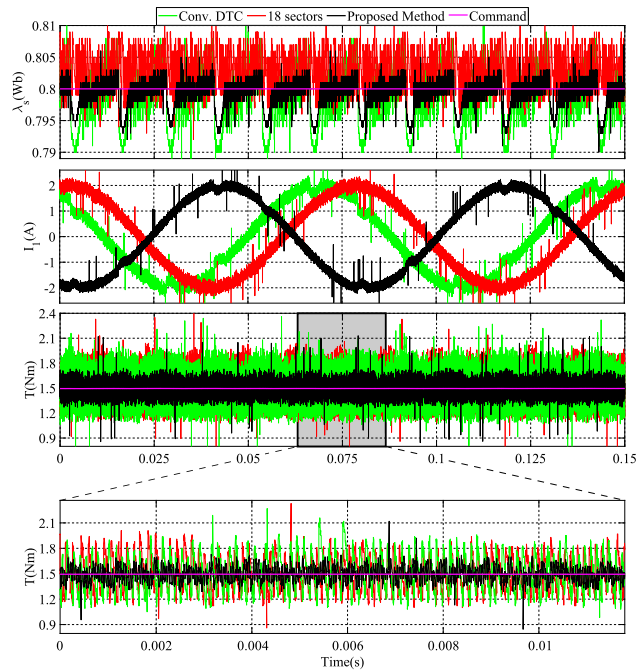 Conv. DTC 18 sectors Proposed Method Command
0.81
0.805
0.8
0.795
0.79
λs(Wb)
2
1
0
-1
-2
I1(A)
2.4
2.1
1.8
1.5
1.2
0.9
T(Nm)
0 0.025 0.05 0.075 0.1 0.125 0.15
2.1
1.8
1.5
1.2
0.9
T(Nm)
0 0.002 0.004 0.006 0.008 0.01
Time(s)